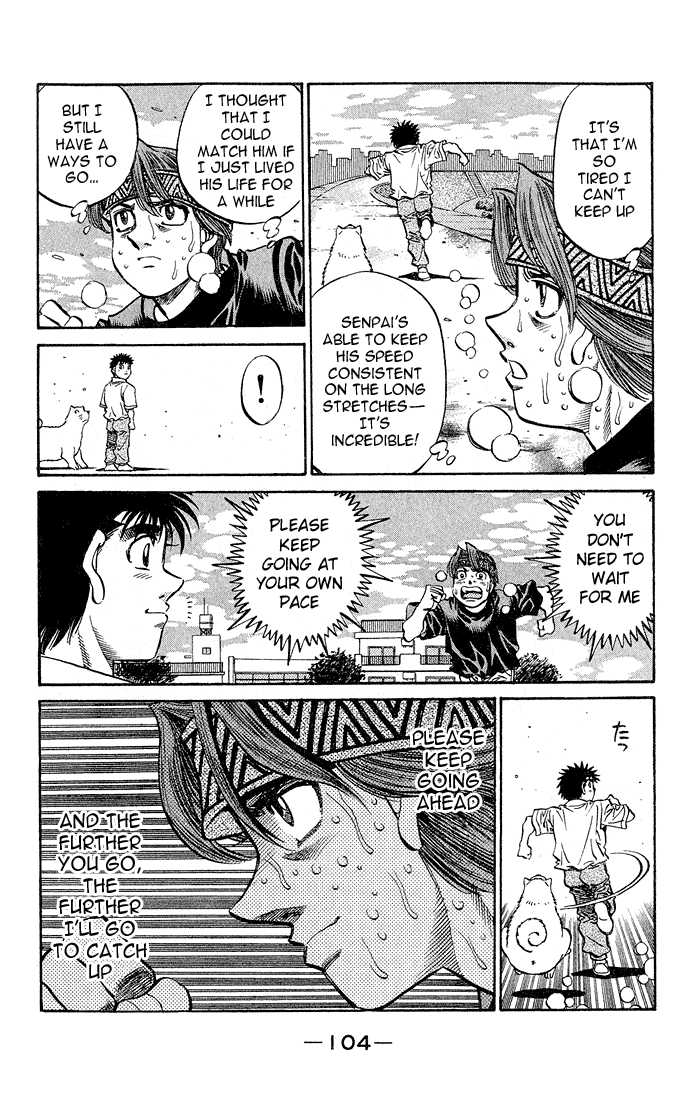 IT'S
THAT I'M
SO
TIRED I
CAN'T
KEEP UP
SENPAI'S
ABLE TO KEEP
HIS SPEED
CONSISTENT
ON THE LONG
STRETCHES—
IT'S
INCREDIBLE!
I THOUGHT
THAT I
COULD
MATCH HIM IF
I JUST LIVED
HIS LIFE FOR
A WHILE
BUT I
STILL
HAVE A
WAYS TO
GO...
!
YOU
DON'T
NEED TO
WAIT
FOR ME
PLEASE
KEEP
GOING AT
YOUR OWN
PACE
たっ
PLEASE
KEEP
GOING
AHEAD
AND THE
FURTHER
YOU GO,
THE
FURTHER
I'LL GO
TO CATCH
UP
—104—